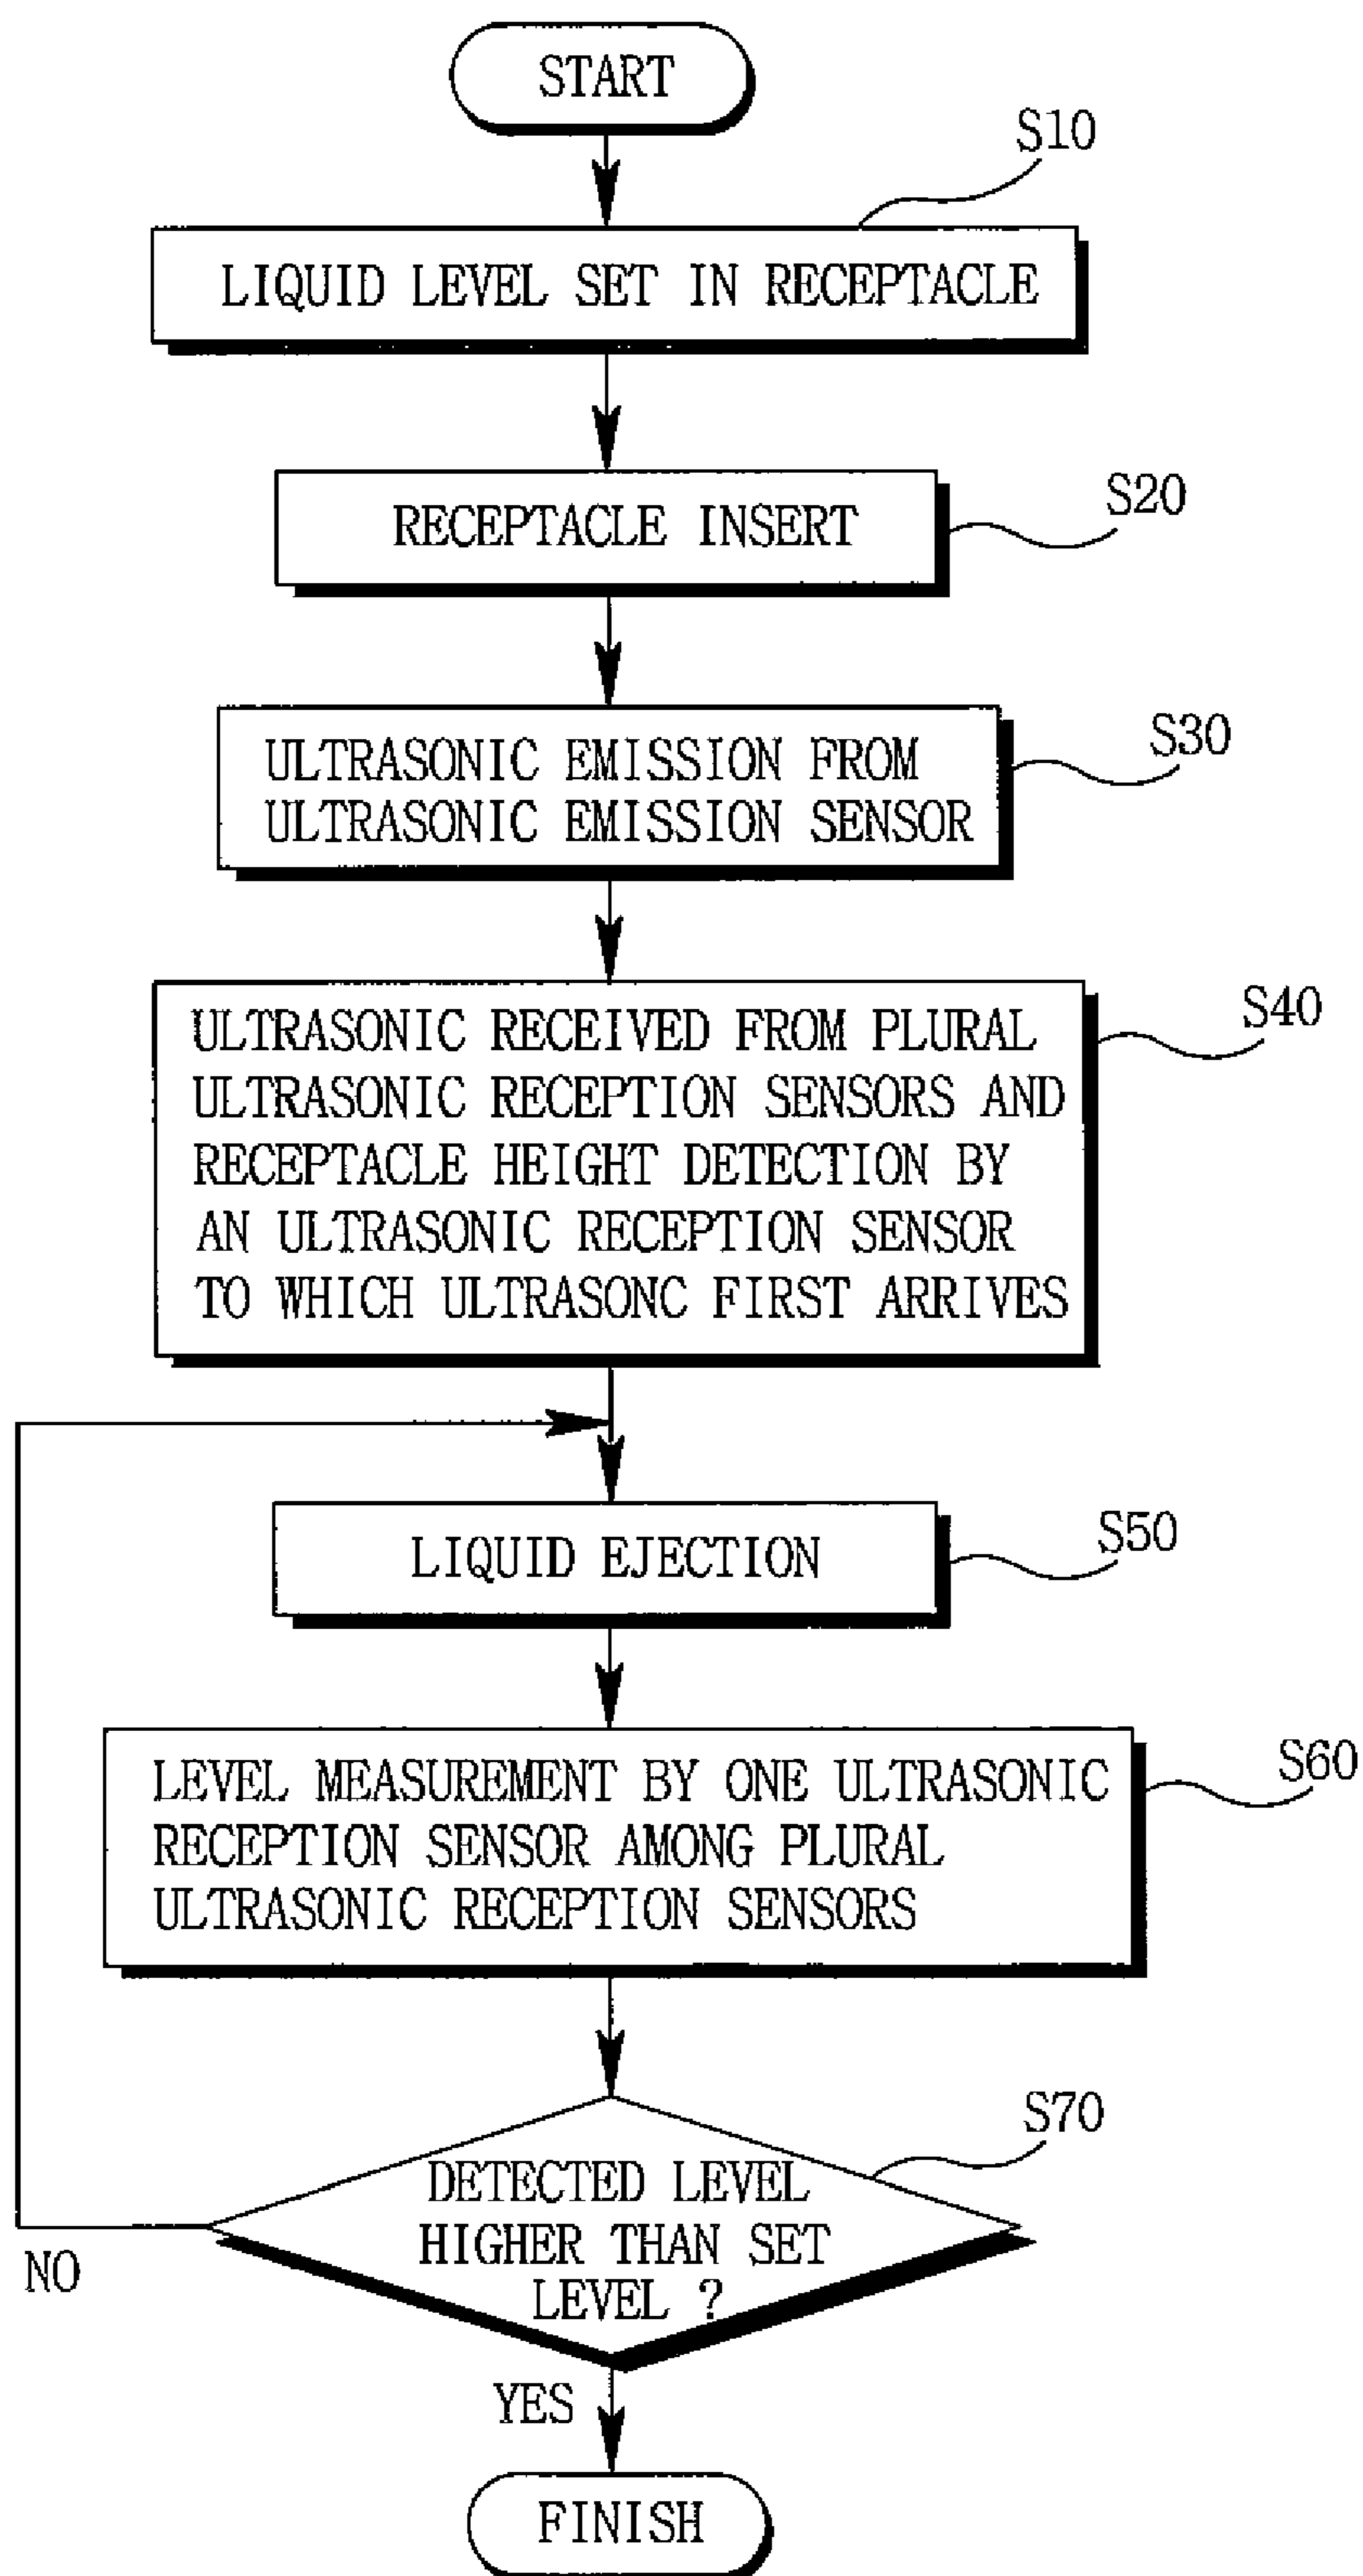 START
S10
LIQUID LEVEL SET IN RECEPTACLE
S20
RECEPTACLE INSERT
S30
ULTRASONIC EMISSION FROM
ULTRASONIC EMISSION SENSOR
S40
ULTRASONIC RECEIVED FROM PLURAL
ULTRASONIC RECEPTION SENSORS AND
RECEPTACLE HEIGHT DETECTION BY
AN ULTRASONIC RECEPTION SENSOR
TO WHICH ULTRASONC FIRST ARRIVES
S50
LIQUID EJECTION
S60
LEVEL MEASUREMENT BY ONE ULTRASONIC
RECEPTION SENSOR AMONG PLURAL
ULTRASONIC RECEPTION SENSORS
S70
DETECTED LEVEL
HIGHER THAN SET
LEVEL ?
NO
YES
FINISH